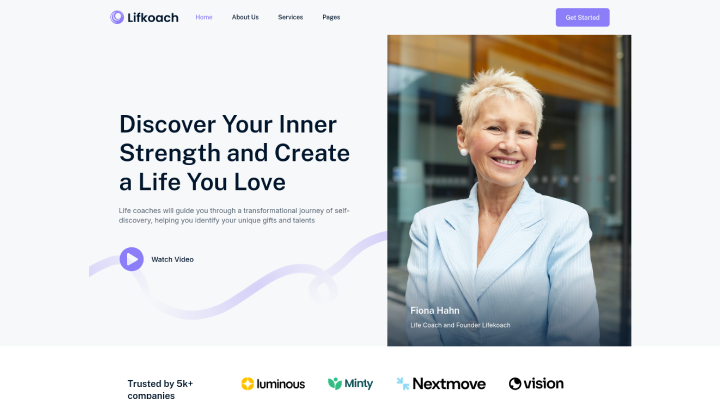 Lifkoach
Home
About Us
Services
Pages
Get Started
Discover Your Inner
Strength and Create
a Life You Love
Life coaches will guide you through a transformational journey of self-
discovery, helping you identify your unique gifts and talents
Watch Video
Fiona Hahn
Life Coach and Founder Lifekoach
Trusted by 5k+
companies
luminous
Minty
Nextmove
vision